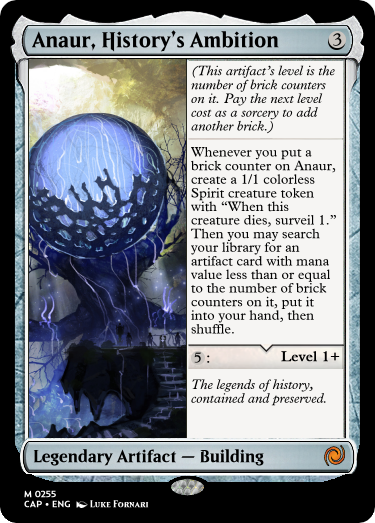 Anaur, History's Ambition 3
(This artifact's level is the
number of brick counters
on it. Pay the next level
cost as a sorcery to add
another brick.)
Whenever you put a
brick counter on Anaur,
create a 1/1 colorless
Spirit creature token
with “When this
creature dies, surveil 1.”
Then you may search
your library for an
artifact card with mana
value less than or equal
to the number of brick
counters on it, put it
into your hand, then
shuffle.
5 : Level 1+
The legends of history,
contained and preserved.
Legendary Artifact — Building
M 0255
CAP • ENG Luke Fornari